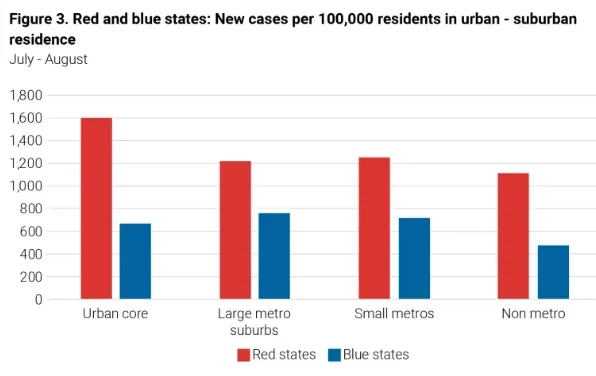 Figure 3. Red and blue states: New cases per 100,000 residents in urban - suburban
residence
July - August
1,800
1,600
1,400
1,200
1,000
800
600
400
200
0
Urban core
Large metro
suburbs
Small metros
Non metro
Red states
Blue states